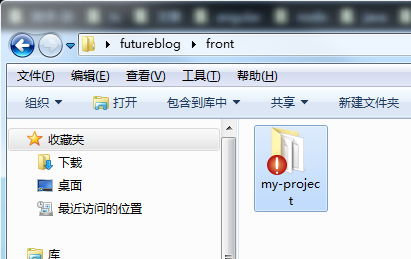 futureblog ▸ front
文件(F) 编辑(E) 查看(V) 工具(T) 帮助(H)
组织 打开 包含到库中 共享 新建文件夹
收藏夹
下载
桌面
最近访问的位置
库
my-projec
t